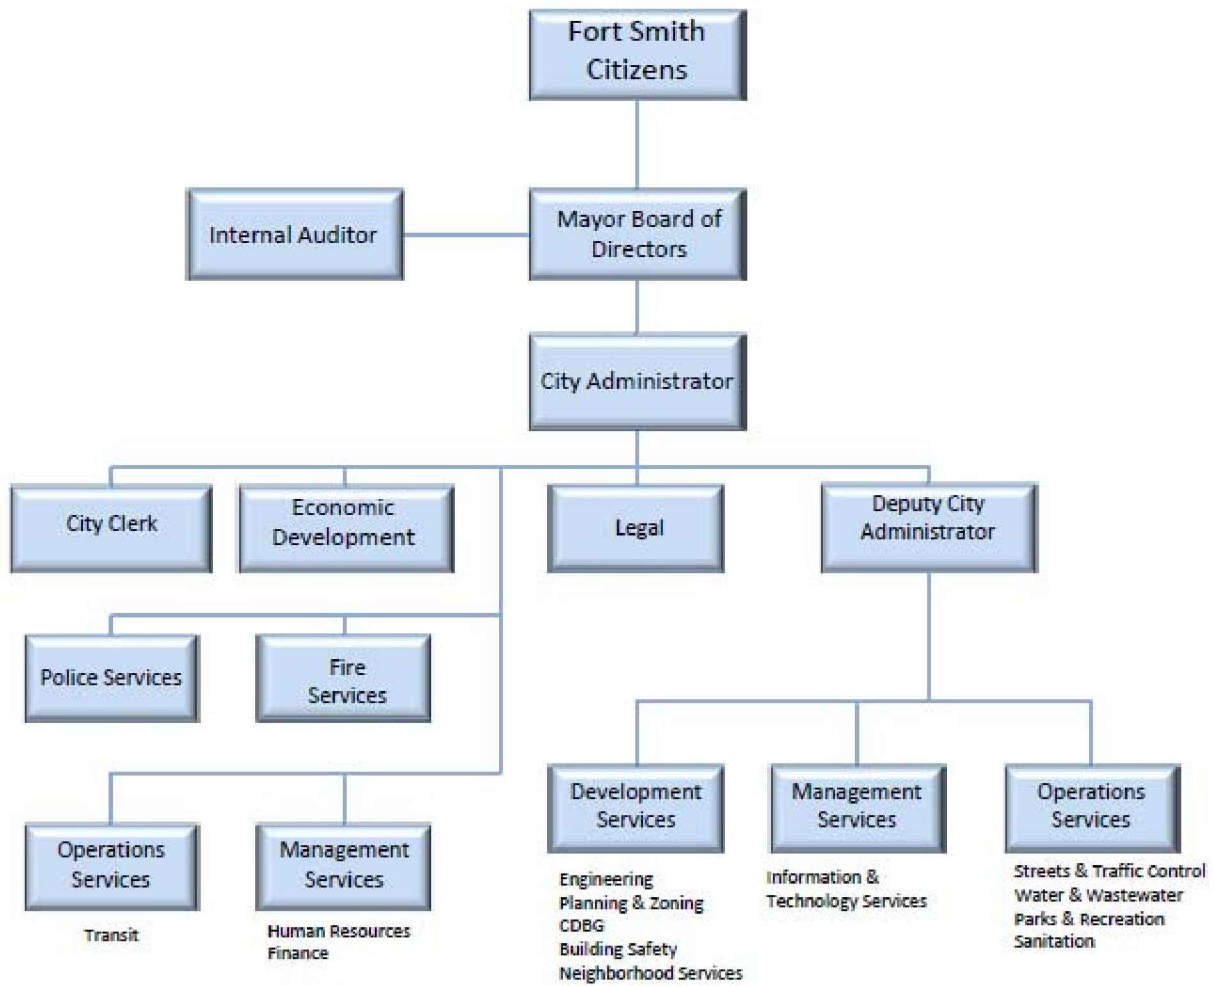 Fort Smith
Citizens
Internal Auditor
Mayor Board of
Directors
City Administrator
City Clerk
Economic
Development
Legal
Deputy City
Administrator
Police Services
Fire
Services
Operations
Services
Transit
Management
Services
Human Resources
Finance
Development
Services
Engineering
Planning & Zoning
CDBG
Building Safety
Neighborhood Services
Management
Services
Information &
Technology Services
Operations
Services
Streets & Traffic Control
Water & Wastewater
Parks & Recreation
Sanitation